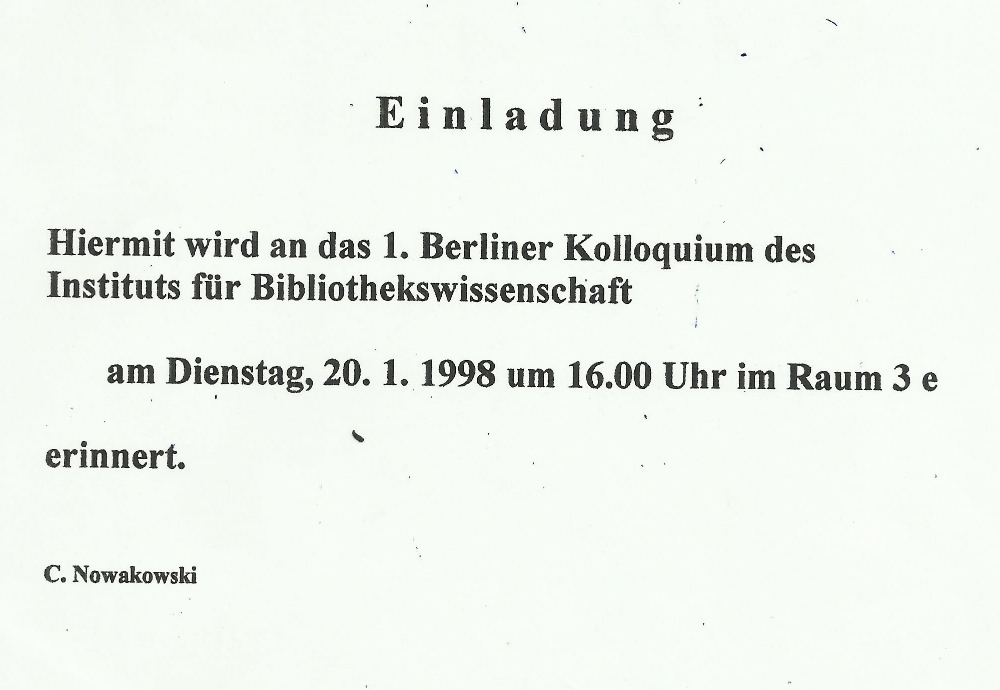 Einladung
Hiermit wird an das 1. Berliner Kolloquium des
Instituts für Bibliothekswissenschaft
am Dienstag, 20. 1. 1998 um 16.00 Uhr im Raum 3 e
erinnert.
C. Nowakowski